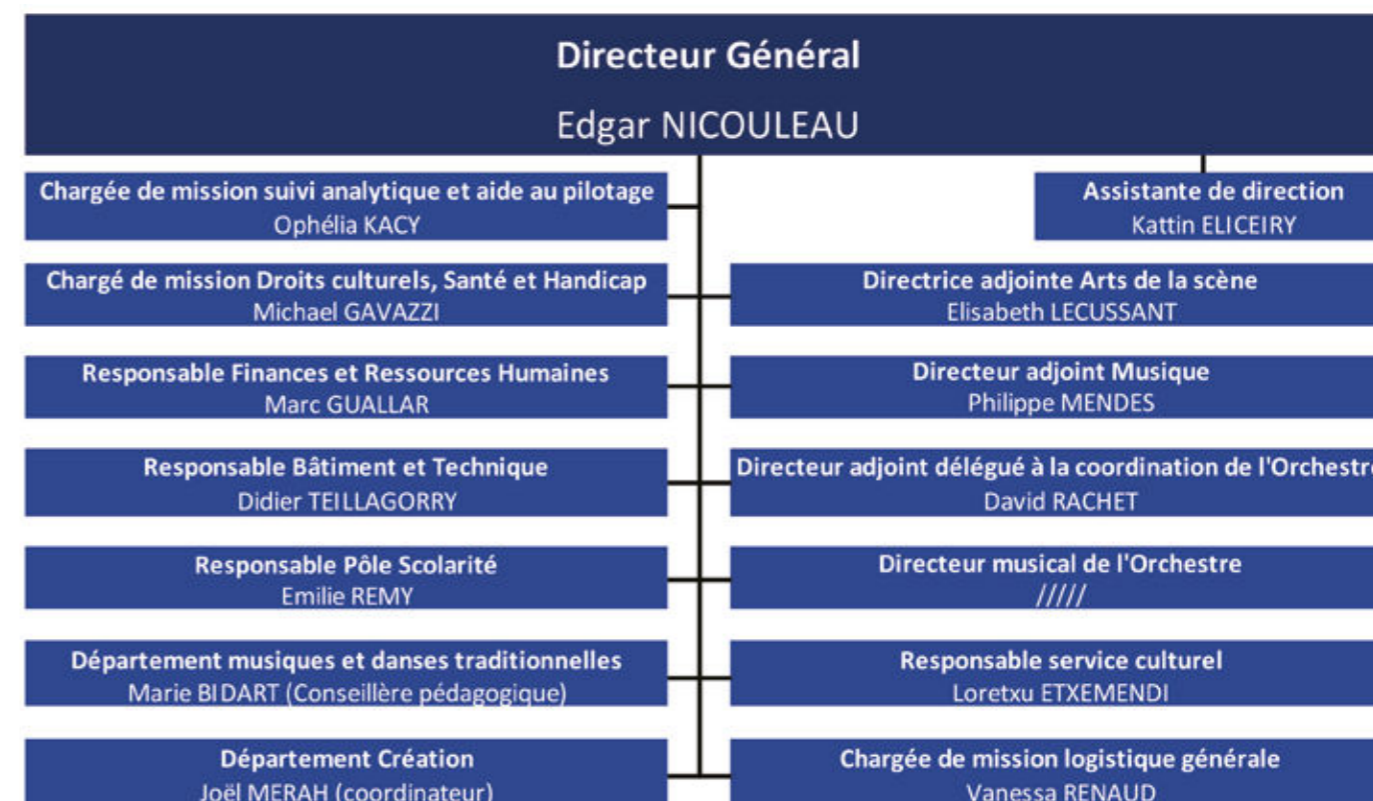 Directeur Général
Edgar NICOULEAU
Chargée de mission suivi analytique et aide au pilotage
Ophélia KACY
Assistante de direction
Kattin ELICEIRY
Chargé de mission Droits culturels, Santé et Handicap
Michael GAVAZZI
Directrice adjointe Arts de la scène
Elisabeth LECUSSANT
Responsable Finances et Ressources Humaines
Marc GUALLAR
Directeur adjoint Musique
Philippe MENDES
Responsable Bâtiment et Technique
Didier TEILLAGORRY
Directeur adjoint délégué à la coordination de l'Orchestre
David RACHET
Responsable Pôle Scolarité
Emilie REMY
Directeur musical de l'Orchestre
/////
Département musiques et danses traditionnelles
Marie BIDART (Conseillère pédagogique)
Responsable service culturel
Loretxu ETXEMENDI
Département Création
Joël MERAH (coordinateur)
Chargée de mission logistique générale
Vanessa RENAUD